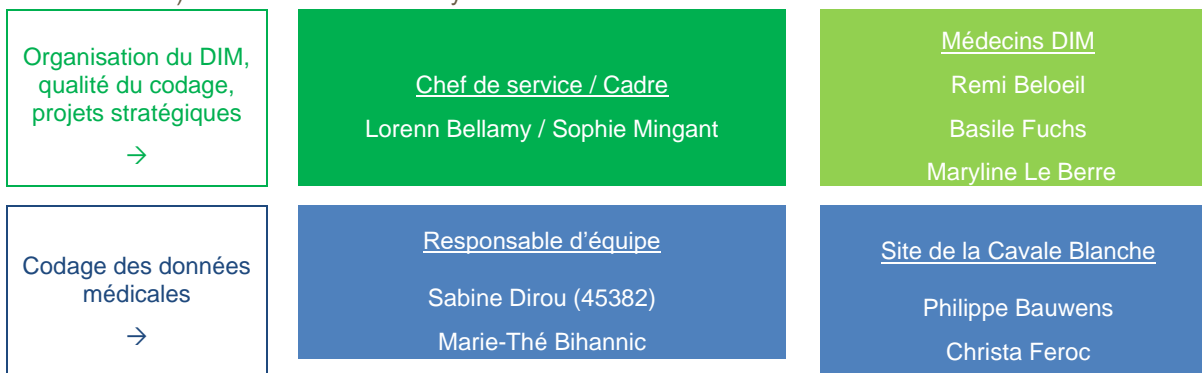 Organisation du DIM,
qualité du codage,
projets stratégiques
→
Chef de service / Cadre
Lorenn Bellamy / Sophie Mingant
Médecins DIM
Remi Beloeil
Basile Fuchs
Maryline Le Berre
Codage des données
médicales
→
Responsable d'équipe
Sabine Dirou (45382)
Marie-Thé Bihannic
Site de la Cavale Blanche
Philippe Bauwens
Christa Feroc